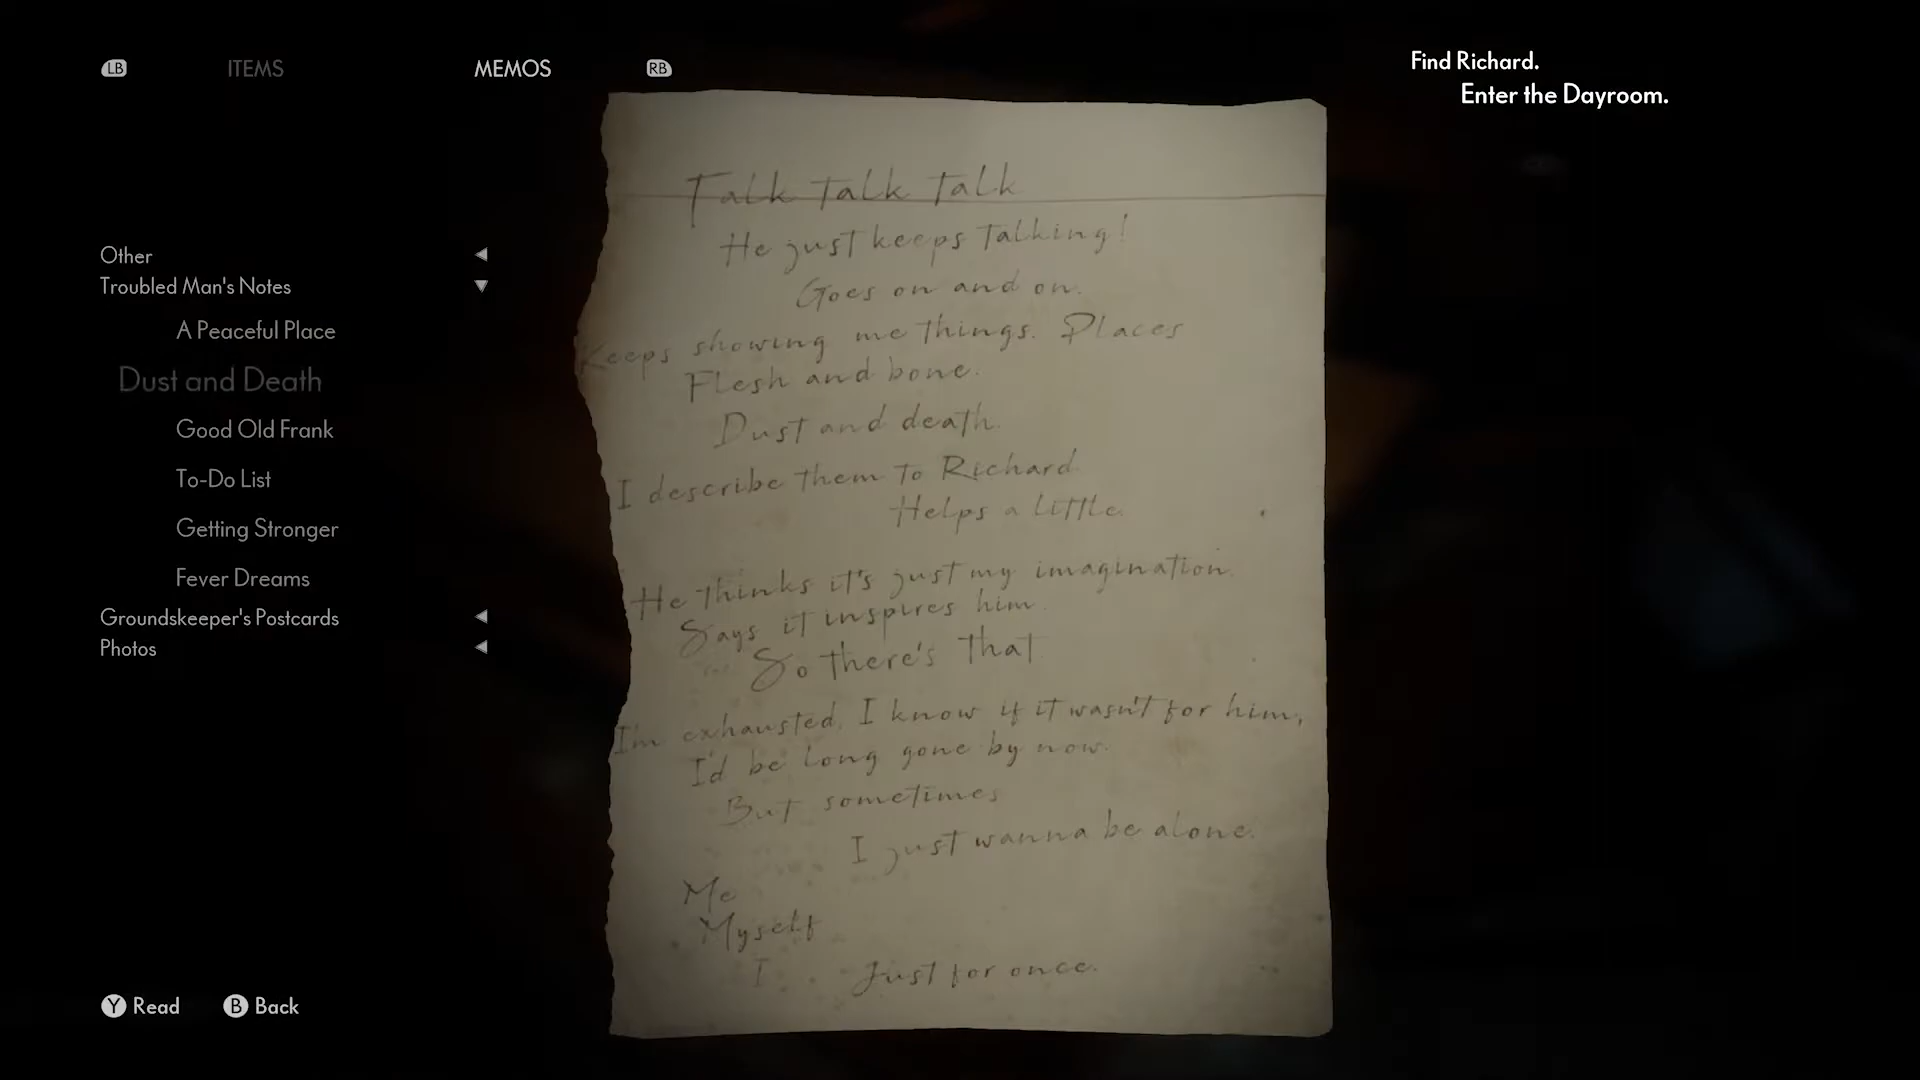 LB
ITEMS
MEMOS
RB
Find Richard.
Enter the Dayroom.
Other
Troubled Man's Notes
A Peaceful Place
Dust and Death
Good Old Frank
To-Do List
Getting Stronger
Fever Dreams
Groundskeeper's Postcards
Photos
Talk Talk Talk
He just keeps talking!
Goes on and on.
Keeps showing me things. Places
Flesh and bone.
Dust and death.
I describe them to Richard.
Helps a little.
He thinks it's just my imagination.
Says it inspires him.
So there's that
I'm exhausted, I know if it wasn't for him,
I'd be long gone by now.
But sometimes
I just wanna be alone.
Me
Myself
I . . Just for once.
Y Read
B Back